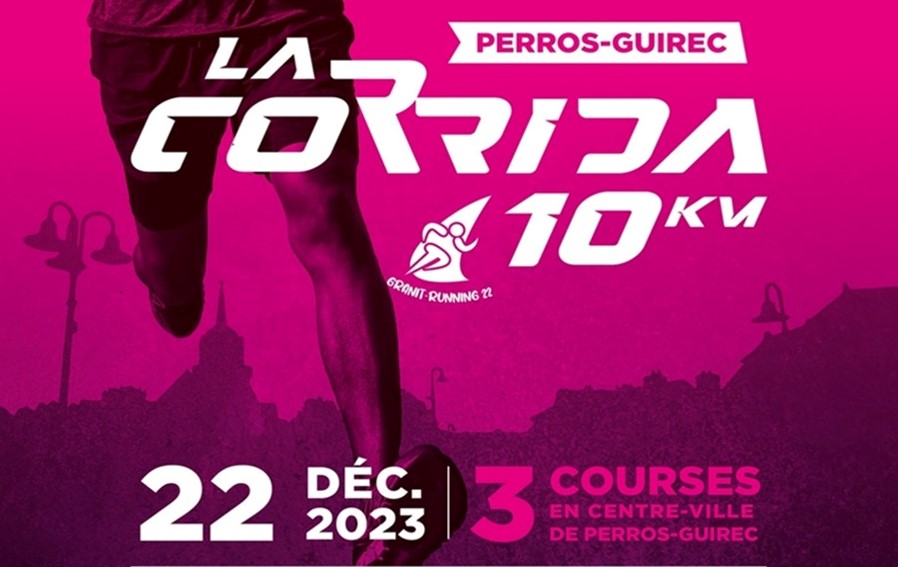 PERROS-GUIREC
LA
CORRIDA
10KM
GRANIT-RUNNING 22
22
DÉC.
2023
3
COURSES
EN CENTRE-VILLE
DE PERROS-GUIREC